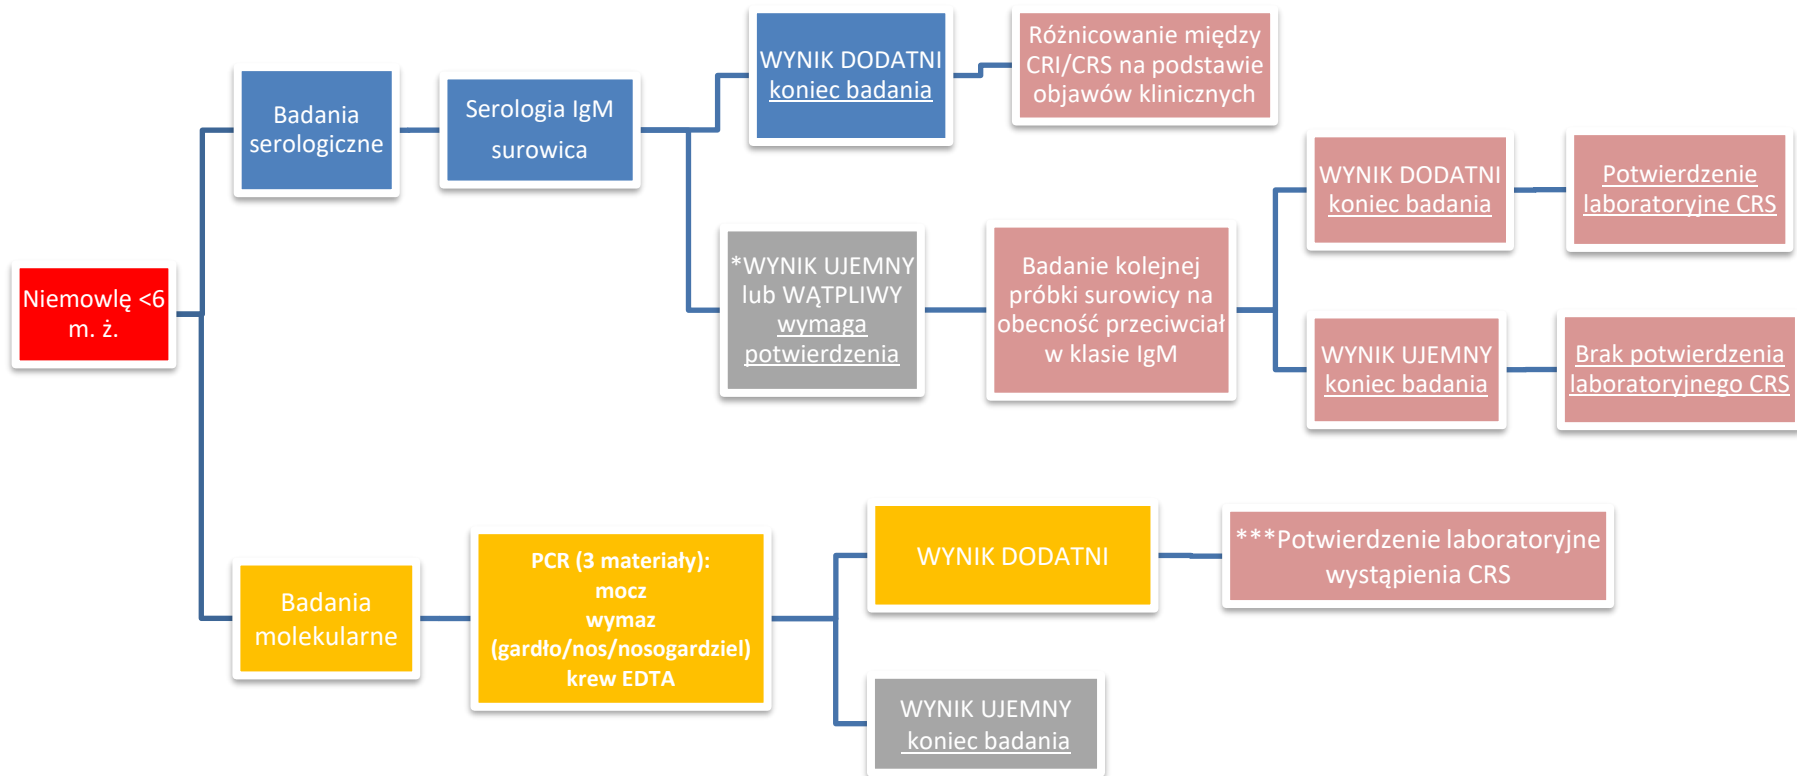 Niemowlę <6
m. ż.
Badania
serologiczne
Serologia IgM
surowica
WYNIK DODATNI
koniec badania
Różnicowanie między
CRI/CRS na podstawie
objawów klinicznych
*WYNIK UJEMNY
lub WĄTPLIWY
wymaga
potwierdzenia
Badanie kolejnej
próbki surowicy na
obecność przeciwciał
w klasie IgM
WYNIK DODATNI
koniec badania
Potwierdzenie
laboratoryjne CRS
WYNIK UJEMNY
koniec badania
Brak potwierdzenia
laboratoryjnego CRS
Badania
molekularne
PCR (3 materiały):
mocz
wymaz
(gardło/nos/nosogardziel)
krew EDTA
WYNIK DODATNI
***Potwierdzenie laboratoryjne
wystąpienia CRS
WYNIK UJEMNY
koniec badania